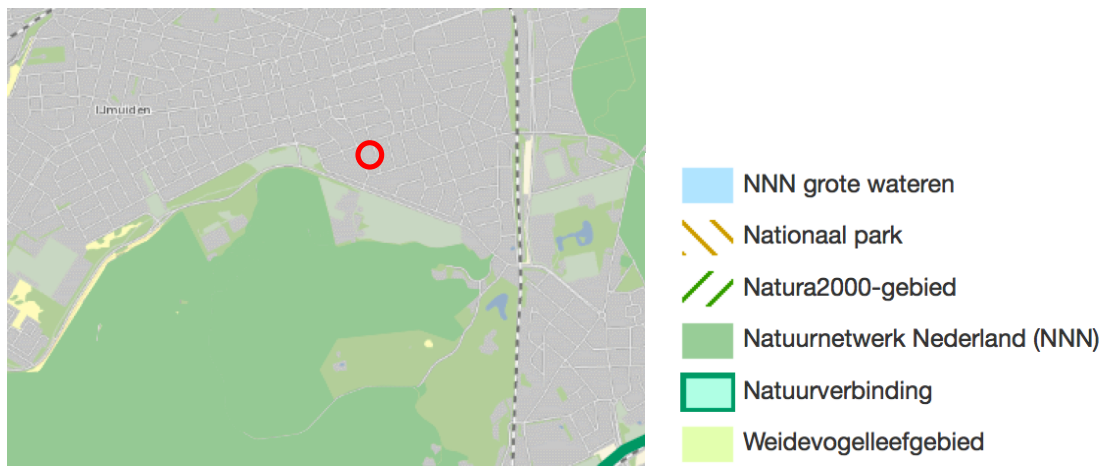 IJmuiden
NNN grote wateren
Nationaal park
Natura2000-gebied
Natuurnetwerk Nederland (NNN)
Natuurverbinding
Weidevogelleefgebied